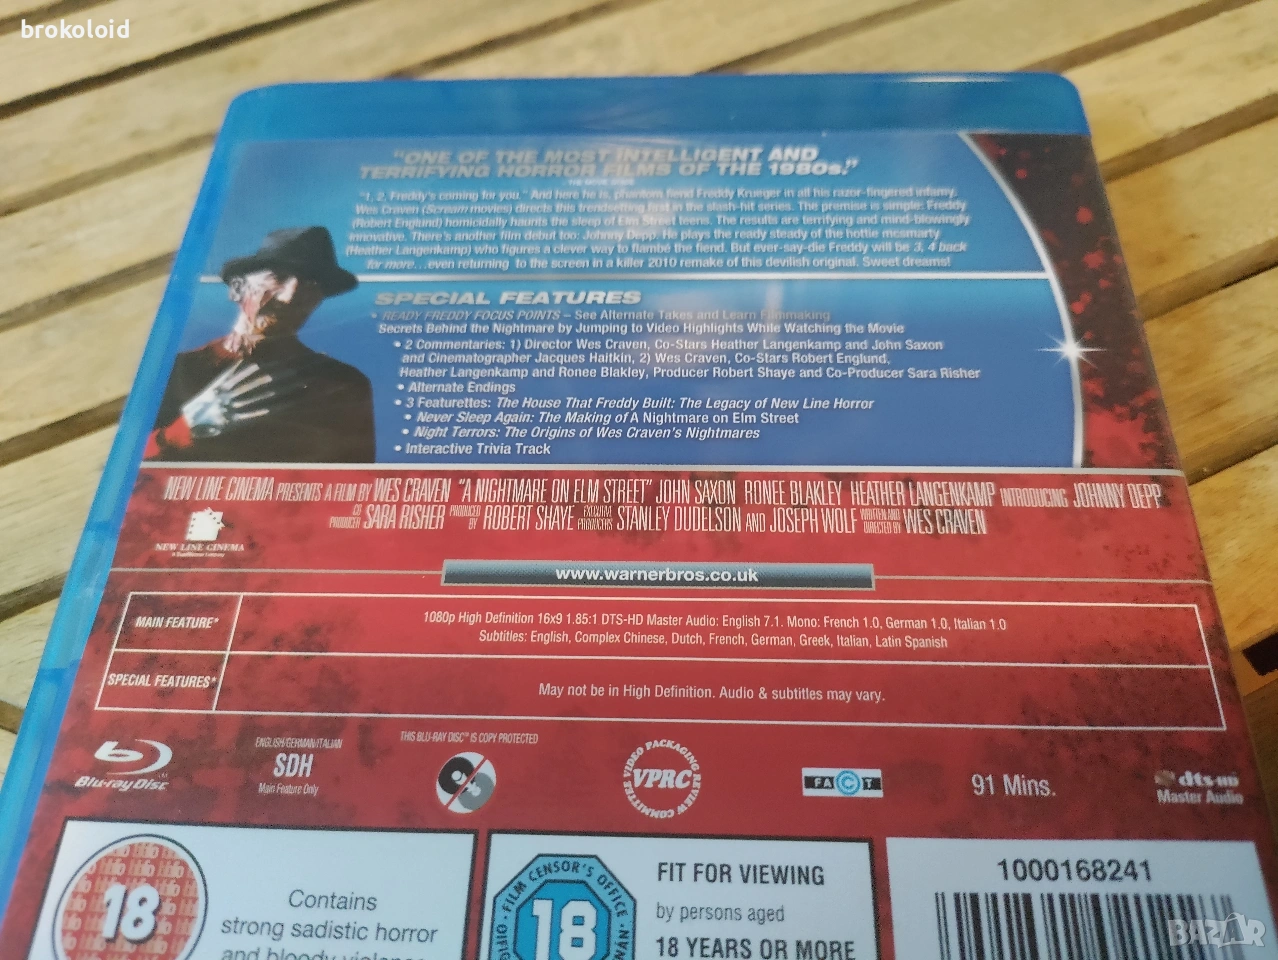 brokoloid
"ONE OF THE MOST INTELLIGENT AND
TERRIFYING HORROR FILMS OF THE 1980s."
"1, 2, Freddy's coming for you." And here he is, phantom fiend Freddy Krueger in all his razor-fingered infamy.
Wes Craven (Scream movies) directs this trendsetting first in the slash-hit series. The premise is simple: Freddy
(Robert Englund) homicidally haunts the sleep of Elm Street teens. The results are terrifying and mind-blowingly
innovative. There's another film debut too: Johnny Depp. He plays the ready steady of the hottie mcsmarty
(Heather Langenkamp) who figures a clever way to flambé the fiend. But ever-say-die Freddy will be 3, 4 back
for more...even returning to the screen in a killer 2010 remake of this devilish original. Sweet dreams!
SPECIAL FEATURES
• READY FREDDY FOCUS POINTS – See Alternate Takes and Learn Filmmaking
Secrets Behind the Nightmare by Jumping to Video Highlights While Watching the Movie
• 2 Commentaries: 1) Director Wes Craven, Co-Stars Heather Langenkamp and John Saxon
and Cinematographer Jacques Haitkin, 2) Wes Craven, Co-Stars Robert Englund,
Heather Langenkamp and Ronee Blakley, Producer Robert Shaye and Co-Producer Sara Risher
• Alternate Endings
• 3 Featurettes: The House That Freddy Built: The Legacy of New Line Horror
• Never Sleep Again: The Making of A Nightmare on Elm Street
• Night Terrors: The Origins of Wes Craven's Nightmares
• Interactive Trivia Track
NEW LINE CINEMA PRESENTS A FILM BY WES CRAVEN "A NIGHTMARE ON ELM STREET" JOHN SAXON RONEE BLAKLEY HEATHER LANGENKAMP INTRODUCING JOHNNY DEPP
CO PRODUCER SARA RISHER PRODUCED BY ROBERT SHAYE EXECUTIVE PRODUCERS STANLEY DUDELSON AND JOSEPH WOLF WRITTEN AND DIRECTED BY WES CRAVEN
NEW LINE CINEMA
www.warnerbros.co.uk
MAIN FEATURE*
1080p High Definition 16x9 1.85:1 DTS-HD Master Audio: English 7.1. Mono: French 1.0, German 1.0, Italian 1.0
Subtitles: English, Complex Chinese, Dutch, French, German, Greek, Italian, Latin Spanish
SPECIAL FEATURES*
May not be in High Definition. Audio & subtitles may vary.
Blu-ray Disc
ENGLISH/GERMAN/ITALIAN
SDH
Main Feature Only
THIS BLU-RAY DISC™ IS COPY PROTECTED
VIDEO PACKAGING REVIEW COMMITTEE
VPRC
FACT
91 Mins.
dts-HD
Master Audio
18
Contains
strong sadistic horror
and bloody violence
FILM CENSOR'S OFFICE
18
FIT FOR VIEWING
by persons aged
18 YEARS OR MORE
1000168241
BAZAR